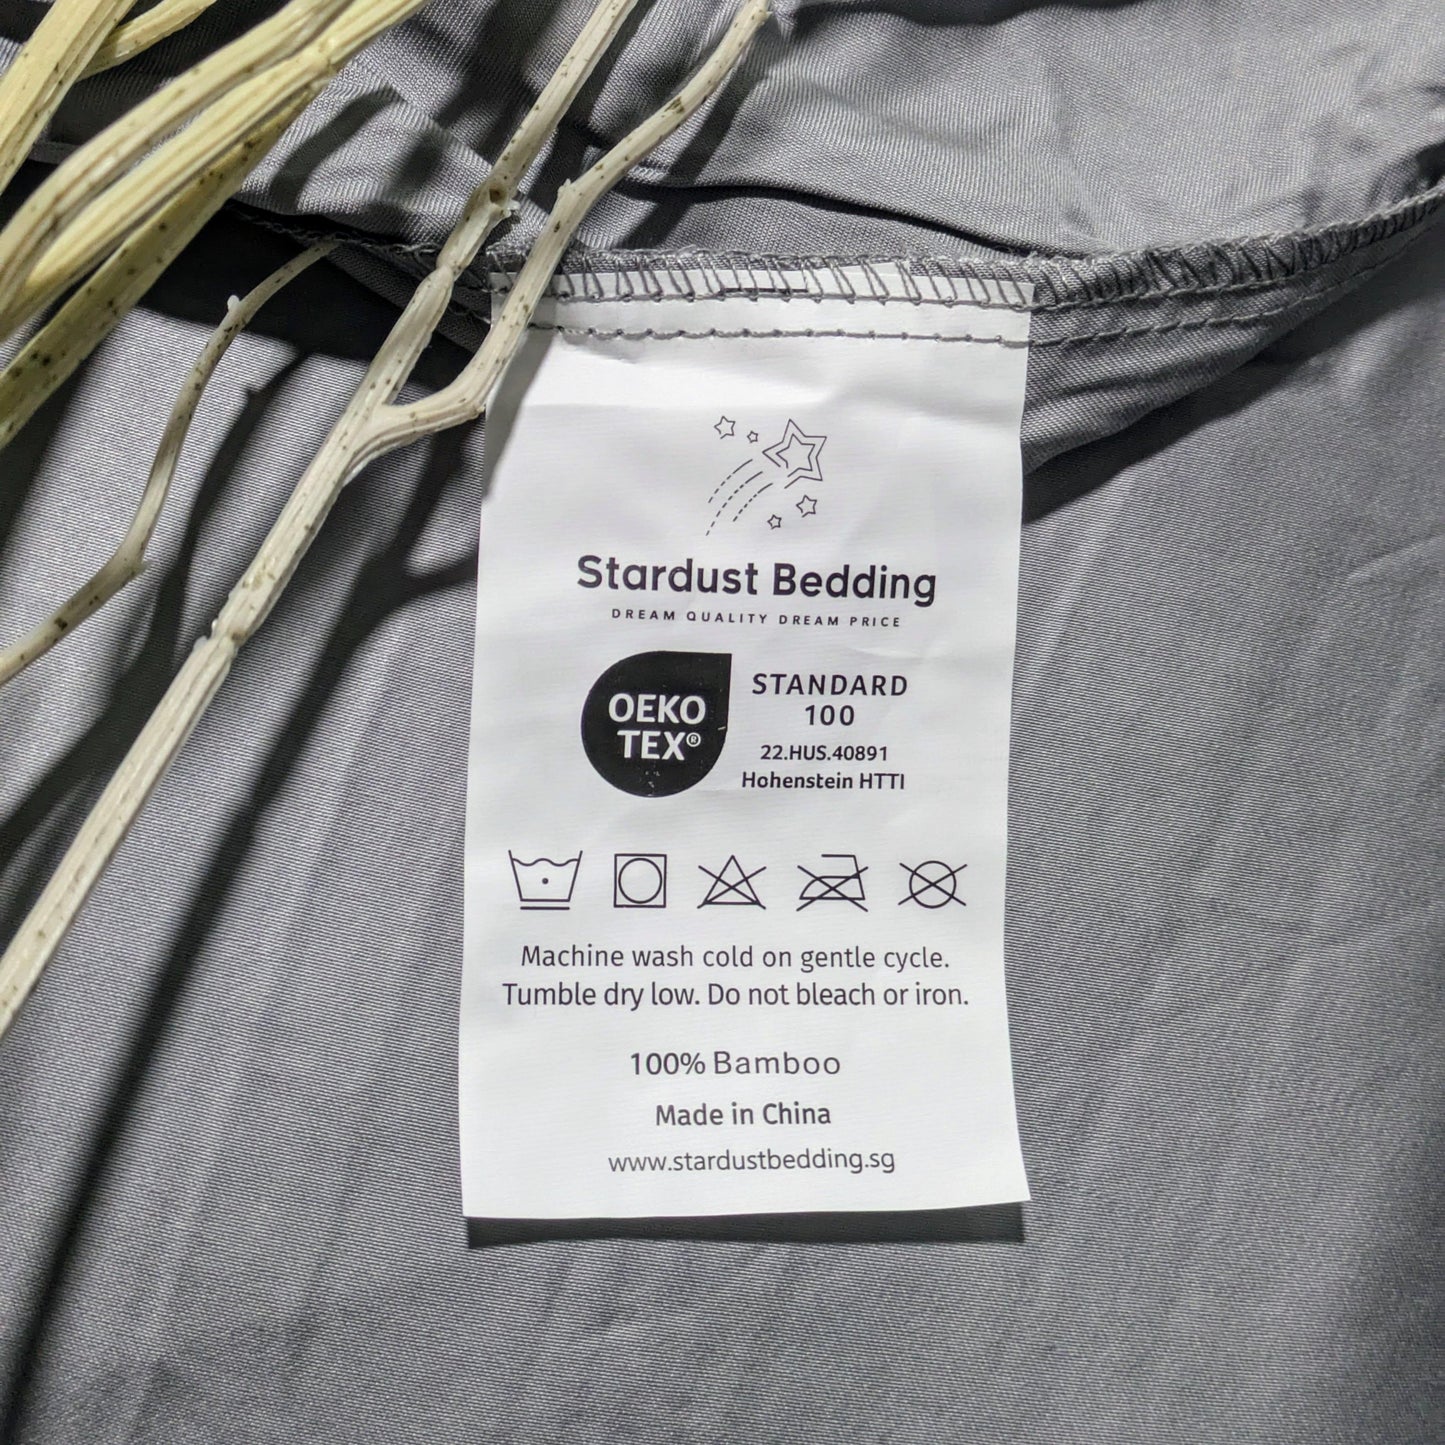 Stardust Bedding
DREAM QUALITY DREAM PRICE
OEKO
TEX®
STANDARD
100
22.HUS.40891
Hohenstein HTTI
Machine wash cold on gentle cycle.
Tumble dry low. Do not bleach or iron.
100% Bamboo
Made in China
www.stardustbedding.sg